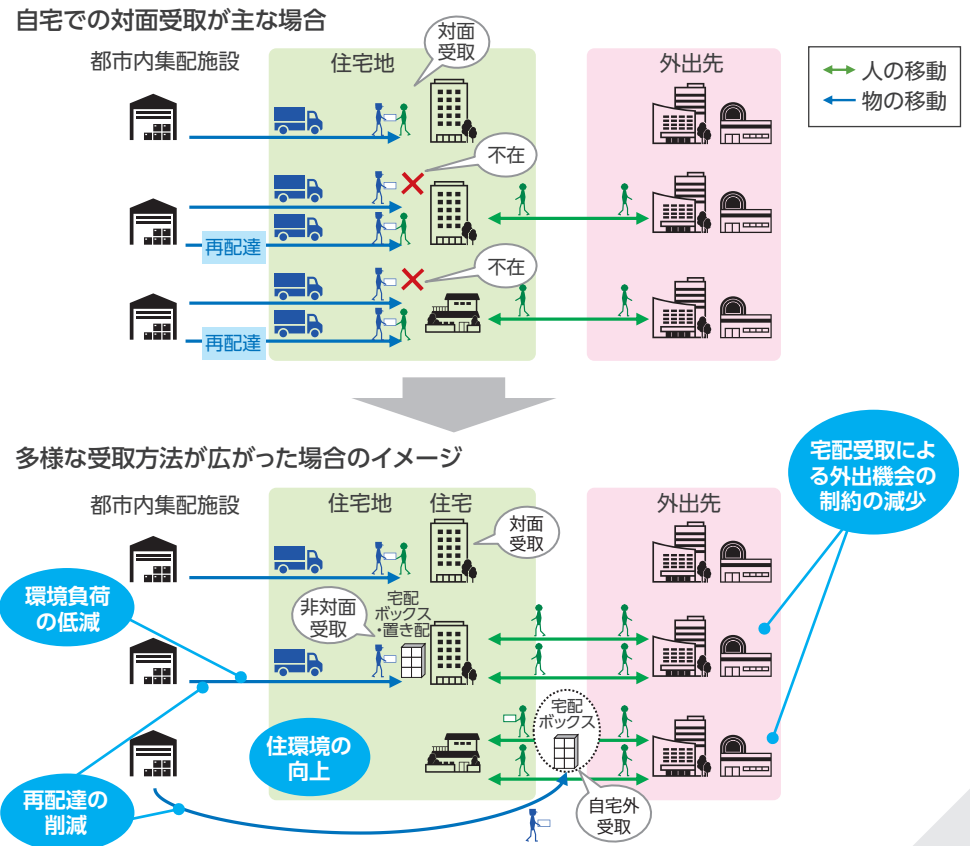 自宅での対面受取が主な場合
都市内集配施設
住宅地
対面
受取
外出先
人の移動
物の移動
不在
再配達
不在
再配達
多様な受取方法が広がった場合のイメージ
宅配受取によ
る外出機会の
制約の減少
都市内集配施設
住宅地
住宅
外出先
対面
受取
環境負荷
の低減
非対面
受取
宅配
ボックス
・置き配
宅配
ボックス
住環境の
向上
再配達の
削減
自宅外
受取